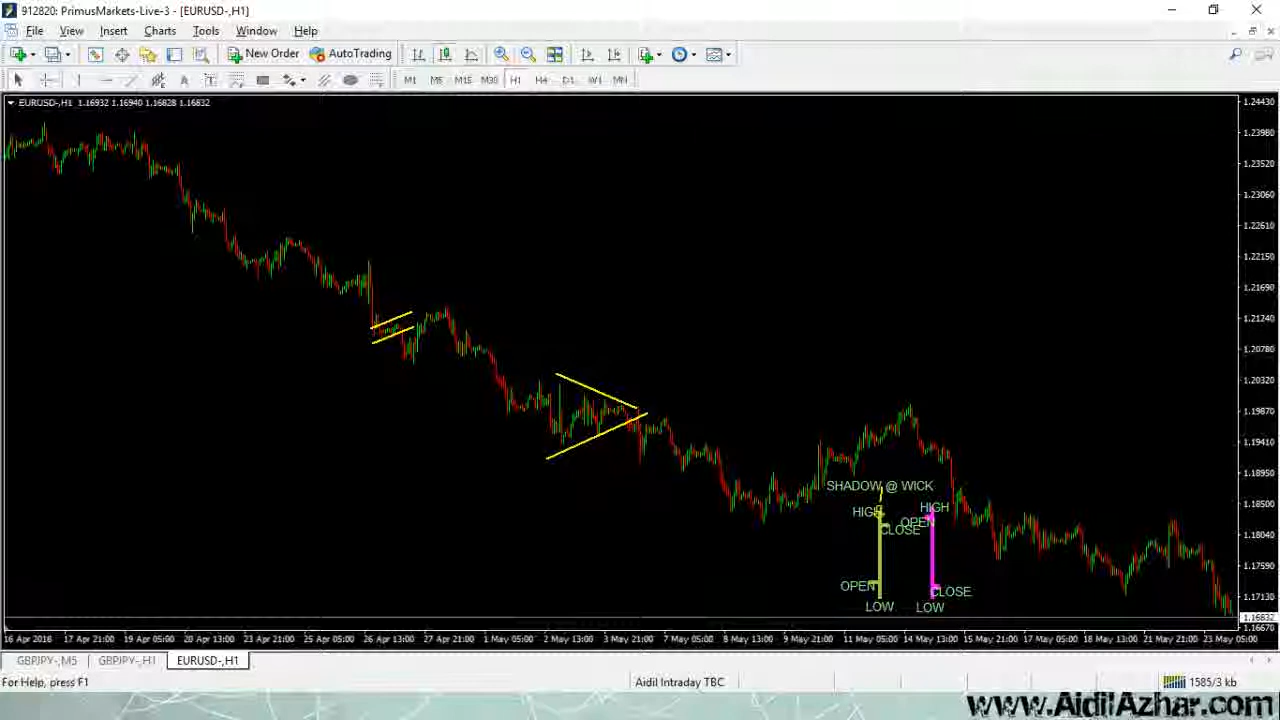 912820: PrimusMarkets-Live-3 - [EURUSD-,H1]
File View Insert Charts Tools Window Help
New Order AutoTrading
M1 M5 M15 M30 H1 H4 D1 W1 MN
EURUSD-,H1 1.16932 1.16940 1.16828 1.16832
1.24430
1.23980
1.23520
1.23060
1.22610
1.22150
1.21690
1.21240
1.20780
1.20320
1.19870
1.19410
1.18950
1.18500
1.18040
1.17590
1.17130
1.16832
1.16670
SHADOW @ WICK
HIGH
HIGH
OPEN
CLOSE
OPEN
CLOSE
LOW
LOW
16 Apr 2018 17 Apr 21:00 19 Apr 05:00 20 Apr 13:00 23 Apr 21:00 25 Apr 05:00 26 Apr 13:00 27 Apr 21:00 1 May 05:00 2 May 13:00 3 May 21:00 7 May 05:00 8 May 13:00 9 May 21:00 11 May 05:00 14 May 13:00 15 May 21:00 17 May 05:00 18 May 13:00 21 May 21:00 23 May 05:00
GBPJPY-,M5 GBPJPY-,H1 EURUSD-,H1
For Help, press F1 Aidil Intraday TBC 1585/3 kb
www.AidilAzhar.com